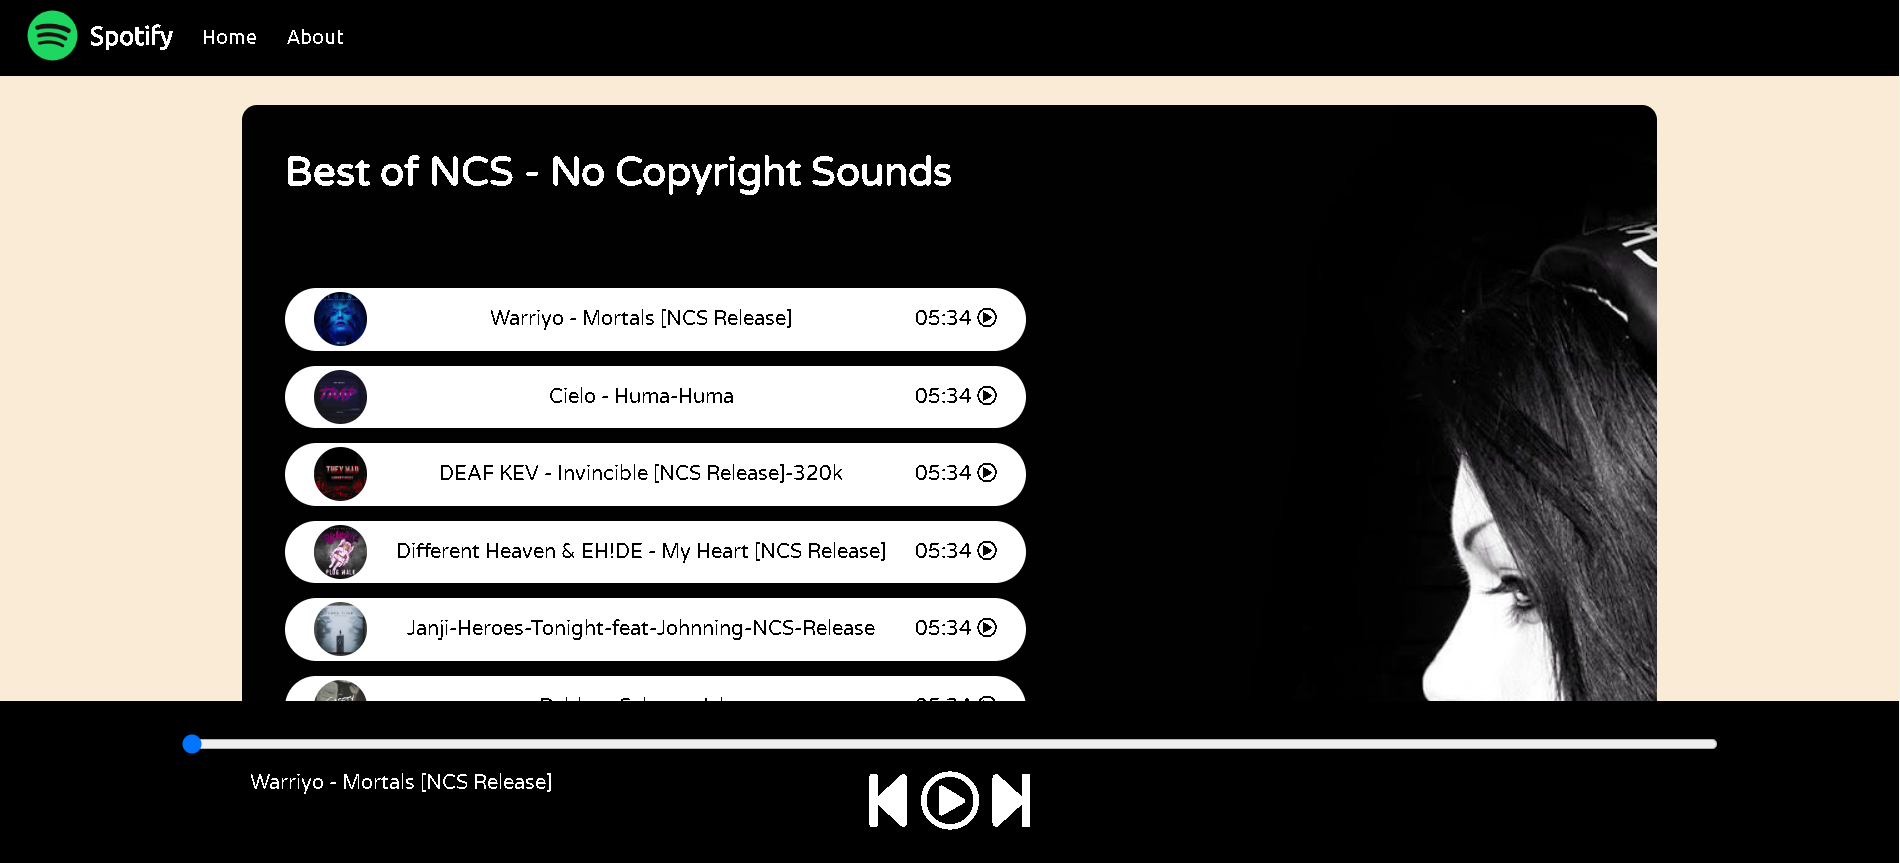 Spotify Home About
Best of NCS - No Copyright Sounds
Warriyo - Mortals [NCS Release] 05:34
Cielo - Huma-Huma 05:34
DEAF KEV - Invincible [NCS Release]-320k 05:34
Different Heaven & EH!DE - My Heart [NCS Release] 05:34
Janji-Heroes-Tonight-feat-Johnning-NCS-Release 05:34
Warriyo - Mortals [NCS Release]